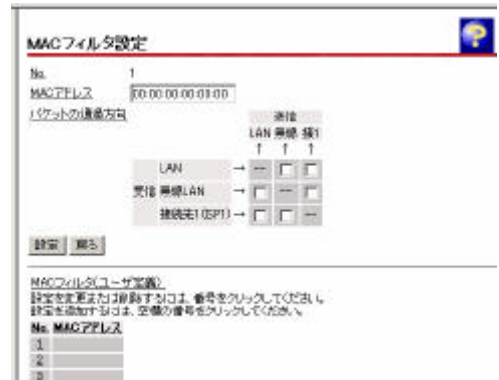 MACフィルタ設定
No. 1
MACアドレス 00:00:00:00:00:00
パケットの通過方向
送信
LAN 無線 接1
↑ ↑ ↑
LAN → --
受信 無線LAN → --
接続先1(ISP1) → --
設定 戻る
MACフィルタ(ユーザ定義)
設定を変更または削除するには、番号をクリックしてください。
設定を追加するには、空欄の番号をクリックしてください。
No. MACアドレス
1
2
3